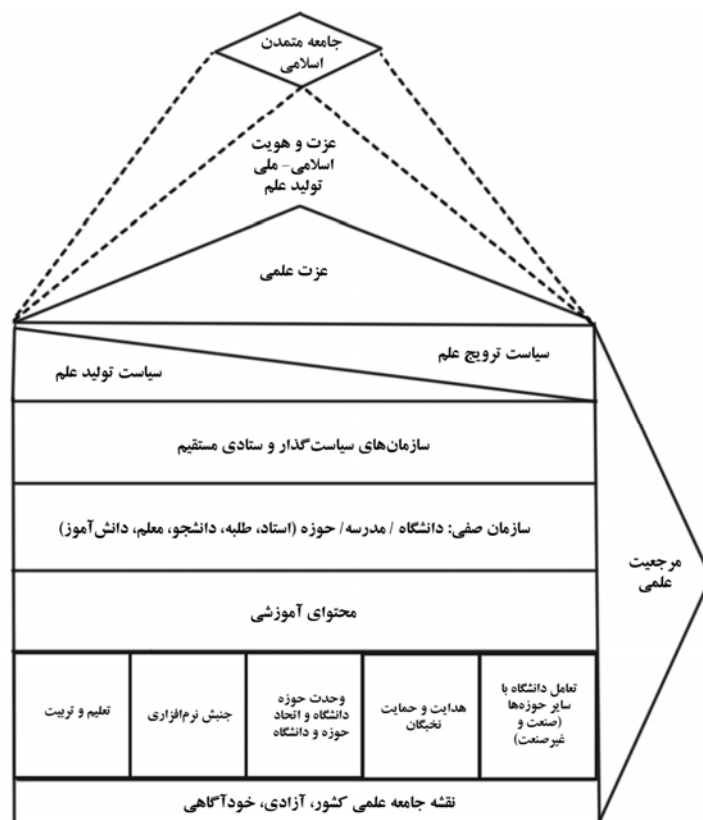 جامعه متمدن
اسلامی
عزت و هویت
اسلامی- ملی
تولید علم
عزت علمی
سیاست ترویج علم
سیاست تولید علم
سازمان‌های سیاست‌گذار و ستادی مستقیم
سازمان صفی: دانشگاه / مدرسه/ حوزه (استاد، طلبه، دانشجو، معلم، دانش‌آموز)
مرجعیت
علمی
محتوای آموزشی
تعامل دانشگاه با
سایر حوزه‌ها
(صنعت و
غیرصنعت)
هدایت و حمایت
نخبگان
وحدت حوزه
دانشگاه و اتحاد
حوزه و دانشگاه
جنبش نرم‌افزاری
تعلیم و تربیت
نقشه جامعه علمی کشور، آزادی، خودآگاهی